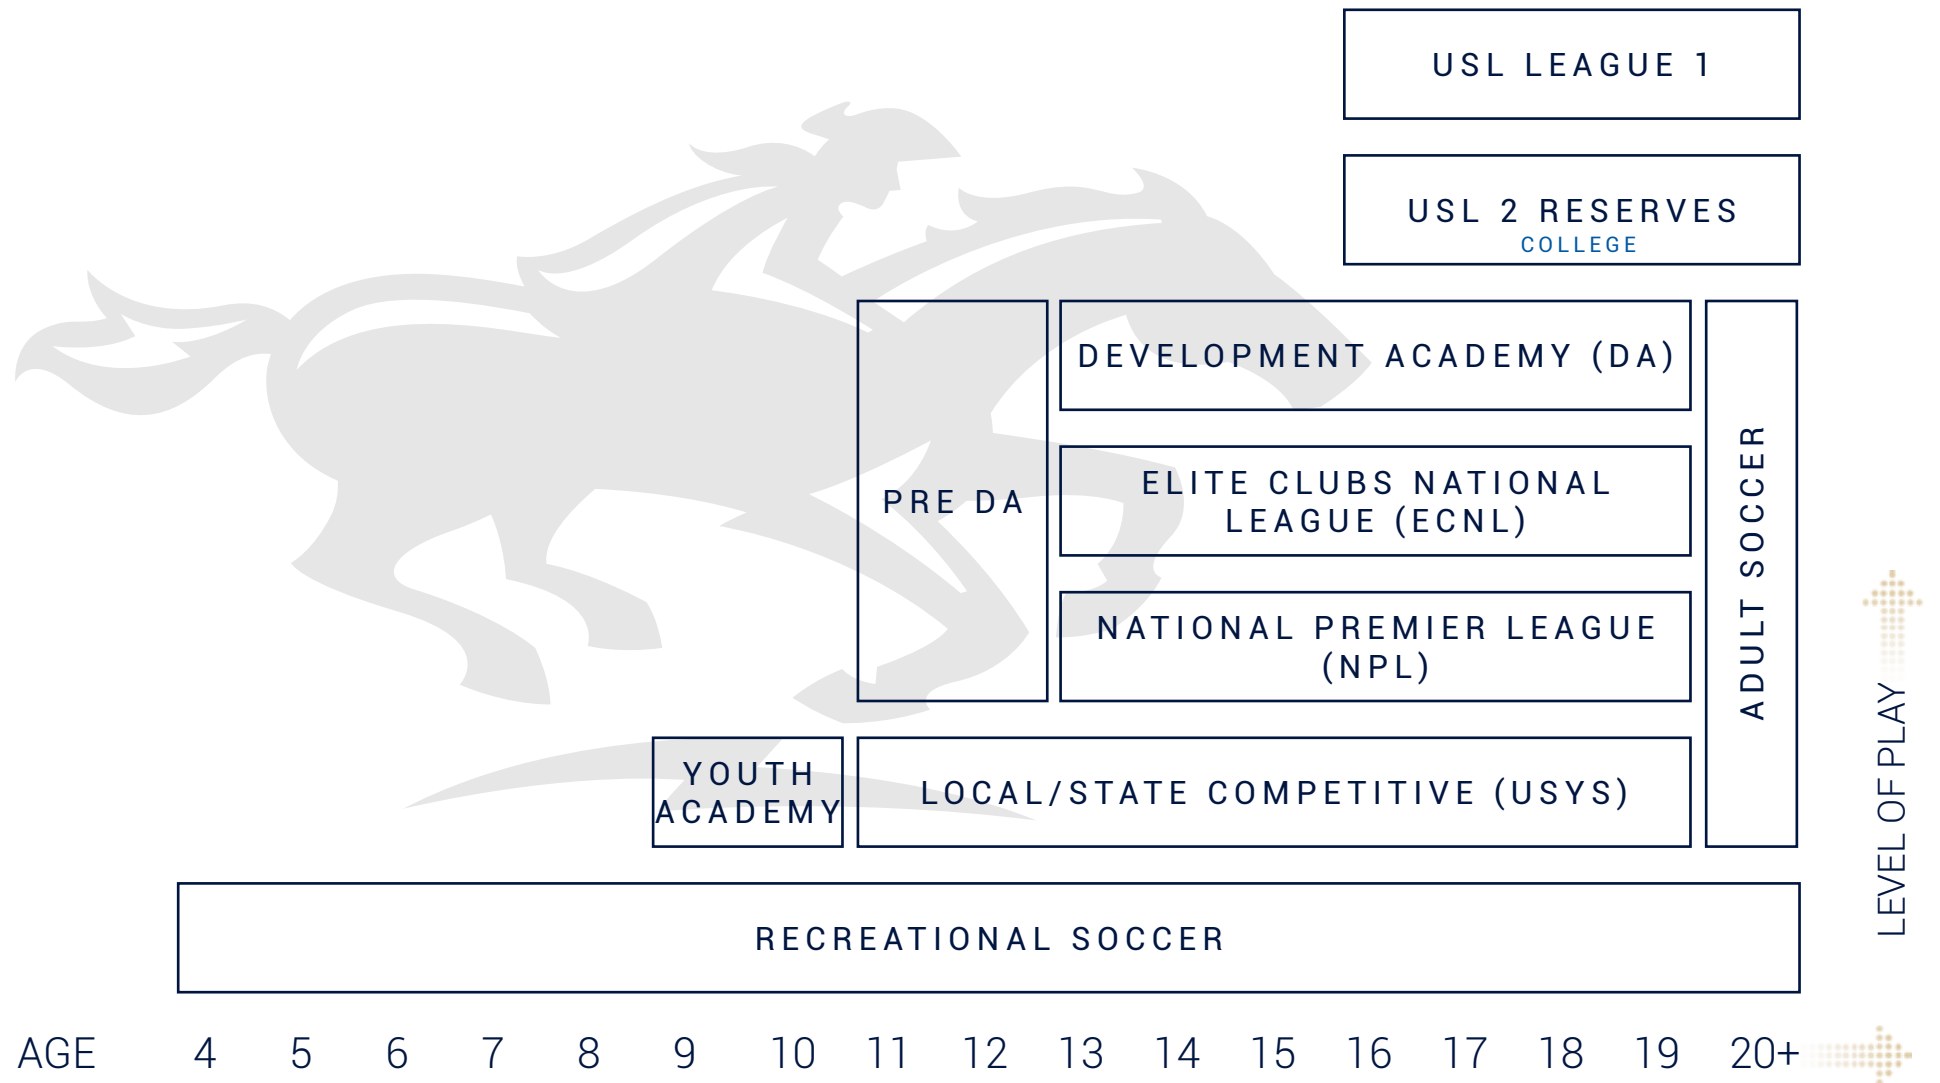 USL LEAGUE 1
USL 2 RESERVES
COLLEGE
DEVELOPMENT ACADEMY (DA)
PRE DA
ELITE CLUBS NATIONAL
LEAGUE (ECNL)
NATIONAL PREMIER LEAGUE
(NPL)
ADULT SOCCER
YOUTH
ACADEMY
LOCAL/STATE COMPETITIVE (USYS)
RECREATIONAL SOCCER
LEVEL OF PLAY
AGE 4 5 6 7 8 9 10 11 12 13 14 15 16 17 18 19 20+